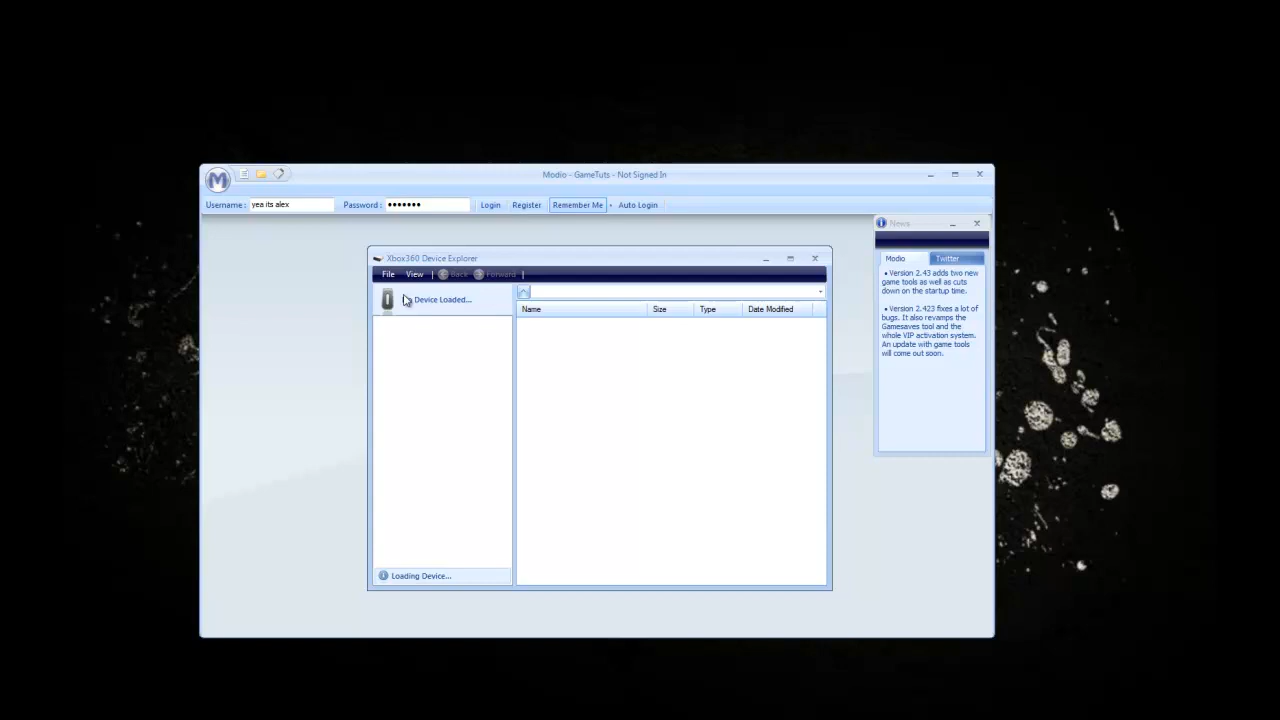 Modio - GameTuts - Not Signed In
Username: yea its alex Password: ••••••• Login Register Remember Me Auto Login
News
Modio Twitter
• Version 2.43 adds two new
game tools as well as cuts
down on the startup time.
• Version 2.423 fixes a lot of
bugs. It also revamps the
Gamesaves tool and the
whole VIP activation system.
An update with game tools
will come out soon.
Xbox360 Device Explorer
File View | Back Forward |
Device Loaded...
Name Size Type Date Modified
Loading Device...